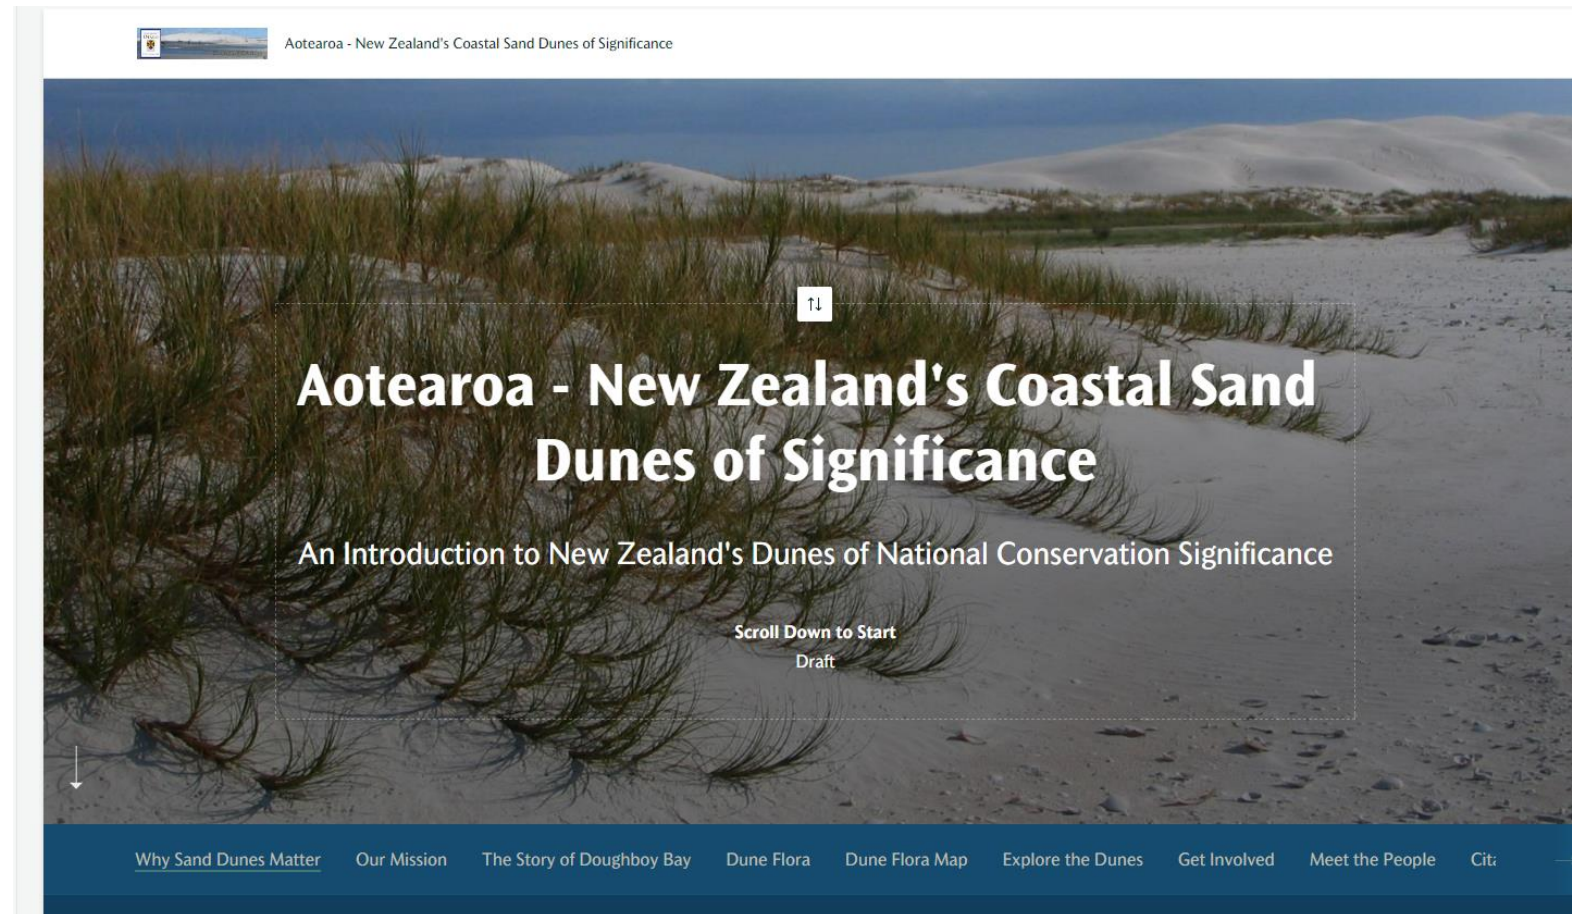 Aotearoa - New Zealand's Coastal Sand Dunes of Significance
Aotearoa - New Zealand's Coastal Sand
Dunes of Significance
An Introduction to New Zealand's Dunes of National Conservation Significance
Scroll Down to Start
Draft
Why Sand Dunes Matter Our Mission The Story of Doughboy Bay Dune Flora Dune Flora Map Explore the Dunes Get Involved Meet the People